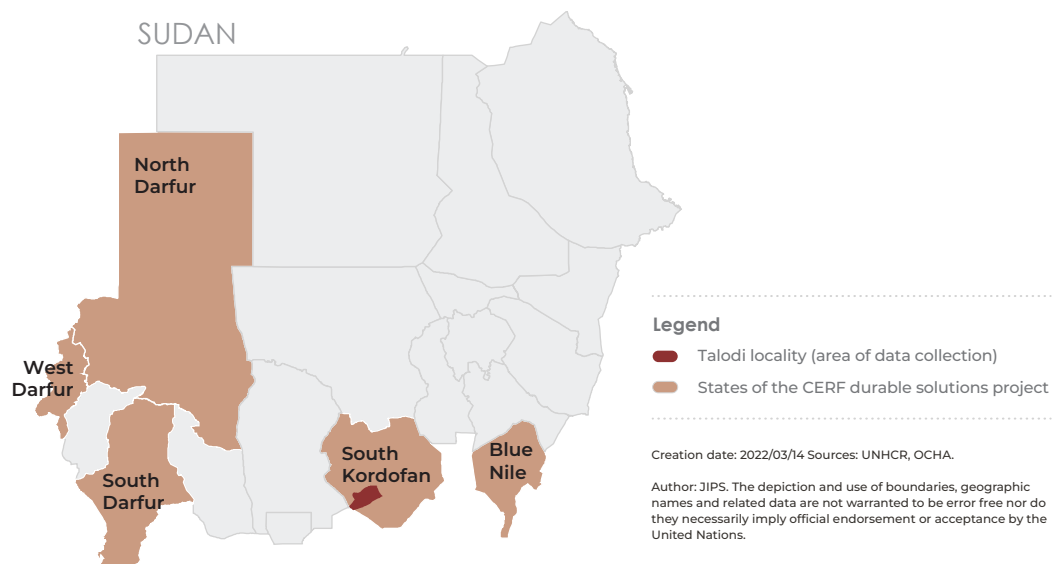 SUDAN
North
Darfur
West
Darfur
South
Darfur
South
Kordofan
Blue
Nile
Legend
Talodi locality (area of data collection)
States of the CERF durable solutions project
Creation date: 2022/03/14 Sources: UNHCR, OCHA.
Author: JIPS. The depiction and use of boundaries, geographic
names and related data are not warranted to be error free nor do
they necessarily imply official endorsement or acceptance by the
United Nations.